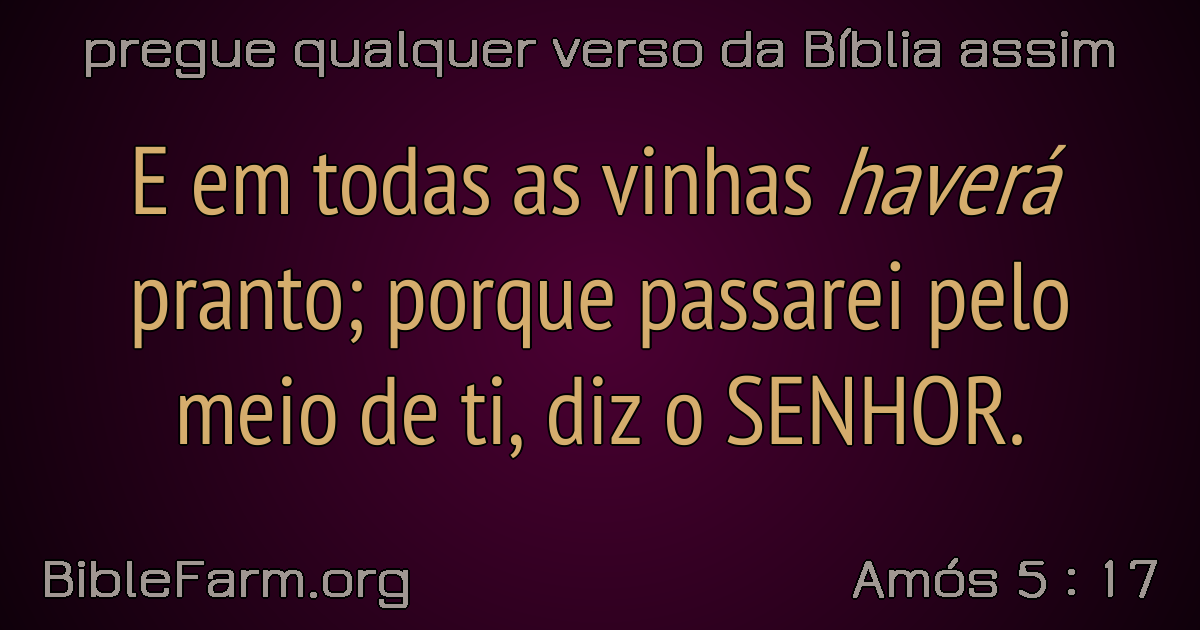 pregue qualquer verso da Bíblia assim
E em todas as vinhas haverá
pranto; porque passarei pelo
meio de ti, diz o SENHOR.
BibleFarm.org
Amós 5 : 17